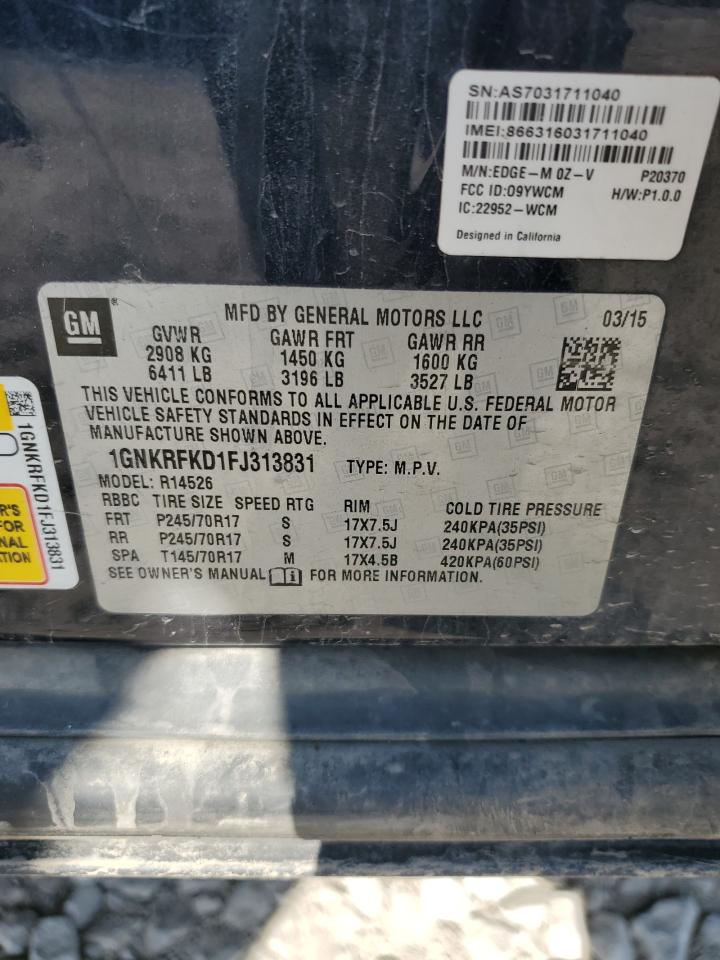 SN:AS7031711040
IMEI:866316031711040
M/N:EDGE-M 0Z-V P20370
FCC ID:O9YWCM H/W:P1.0.0
IC:22952-WCM
Designed in California
GM ®
MFD BY GENERAL MOTORS LLC 03/15
GVWR GAWR FRT GAWR RR
2908 KG 1450 KG 1600 KG
6411 LB 3196 LB 3527 LB
THIS VEHICLE CONFORMS TO ALL APPLICABLE U.S. FEDERAL MOTOR
VEHICLE SAFETY STANDARDS IN EFFECT ON THE DATE OF
MANUFACTURE SHOWN ABOVE.
1GNKRFKD1FJ313831 TYPE: M.P.V.
MODEL: R14526
RBBC TIRE SIZE SPEED RTG RIM COLD TIRE PRESSURE
FRT P245/70R17 S 17X7.5J 240KPA(35PSI)
RR P245/70R17 S 17X7.5J 240KPA(35PSI)
SPA T145/70R17 M 17X4.5B 420KPA(60PSI)
SEE OWNER'S MANUAL FOR MORE INFORMATION.
1GNKRFKD1FJ313831
R'S
FOR
NAL
TION